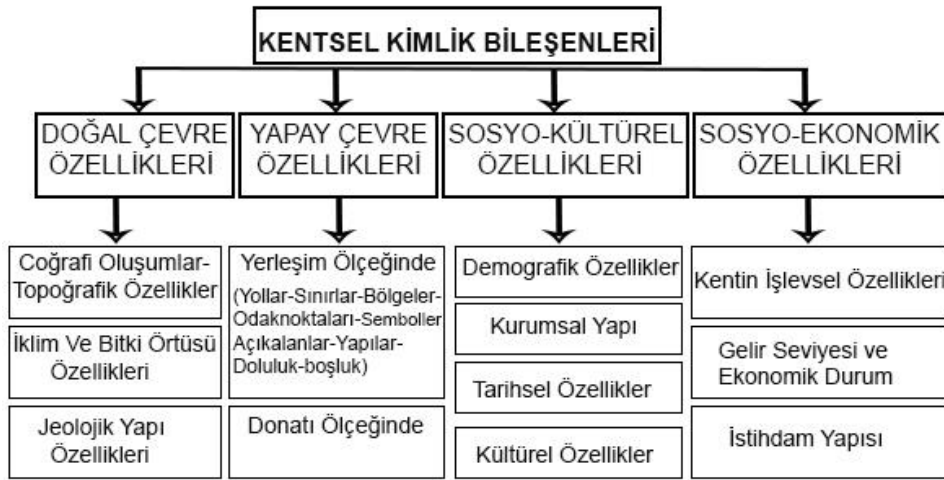 KENTSEL KİMLİK BİLEŞENLERİ
DOĞAL ÇEVRE
ÖZELLİKLERİ
YAPAY ÇEVRE
ÖZELLİKLERİ
SOSYO-KÜLTÜREL
ÖZELLİKLERİ
SOSYO-EKONOMİK
ÖZELLİKLERİ
Coğrafi Oluşumlar-
Topoğrafik Özellikler
İklim Ve Bitki Örtüsü
Özellikleri
Jeolojik Yapı
Özellikleri
Yerleşim Ölçeğinde
(Yollar-Sınırlar-Bölgeler-
Odaknoktaları-Semboller
Açıkalanlar-Yapılar-
Doluluk-boşluk)
Donatı Ölçeğinde
Demografik Özellikler
Kurumsal Yapı
Tarihsel Özellikler
Kültürel Özellikler
Kentin İşlevsel Özellikleri
Gelir Seviyesi ve
Ekonomik Durum
İstihdam Yapısı